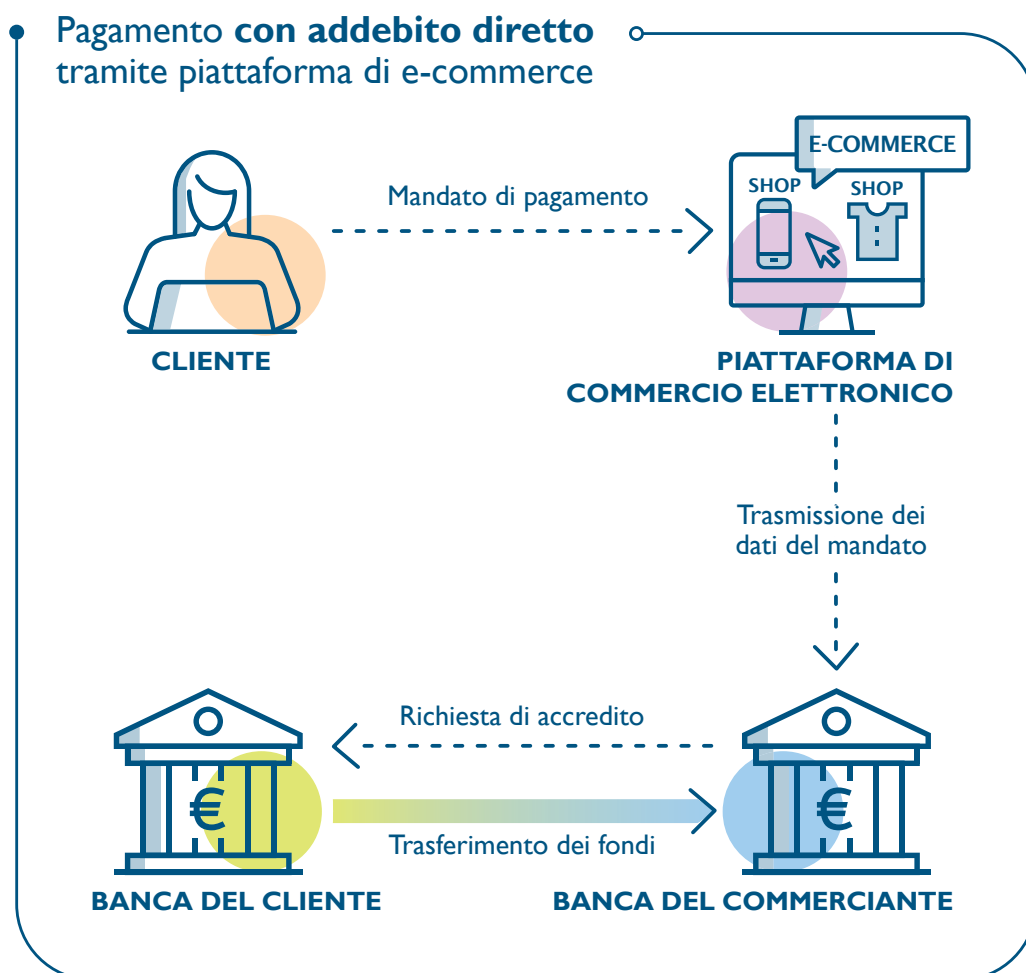 Pagamento con addebito diretto
tramite piattaforma di e-commerce
E-COMMERCE
SHOP
SHOP
Mandato di pagamento
CLIENTE
PIATTAFORMA DI
COMMERCIO ELETTRONICO
Trasmissione dei
dati del mandato
Richiesta di accredito
€
€
Trasferimento dei fondi
BANCA DEL CLIENTE
BANCA DEL COMMERCIANTE